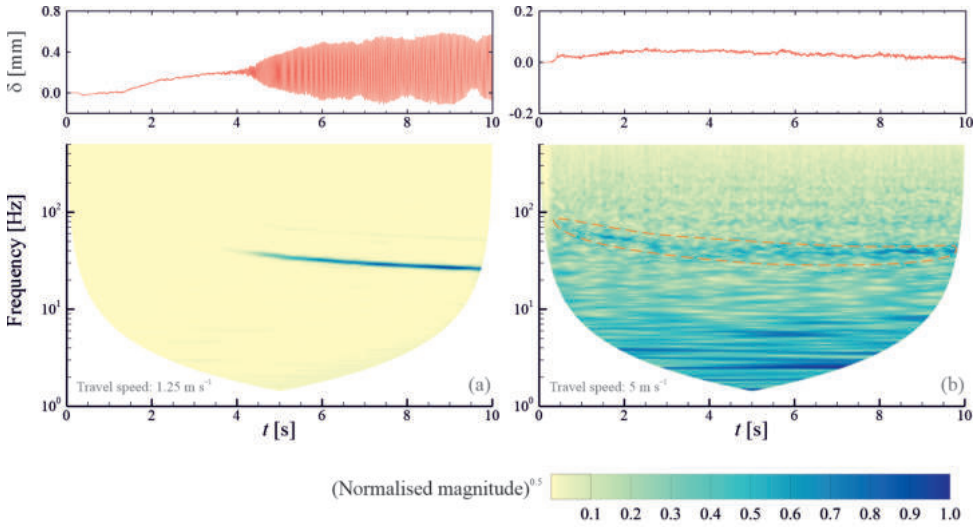 δ [mm]
0.8
0.4
0.0
0 2 4 6 8 10
0.2
0.0
-0.2
0 2 4 6 8 10
Frequency [Hz]
10²
10¹
10⁰
Travel speed: 1.25 m s⁻¹
(a)
0 2 4 6 8 10
t [s]
10²
10¹
10⁰
Travel speed: 5 m s⁻¹
(b)
0 2 4 6 8 10
t [s]
(Normalised magnitude)⁰·⁵
0.1 0.2 0.3 0.4 0.5 0.6 0.7 0.8 0.9 1.0